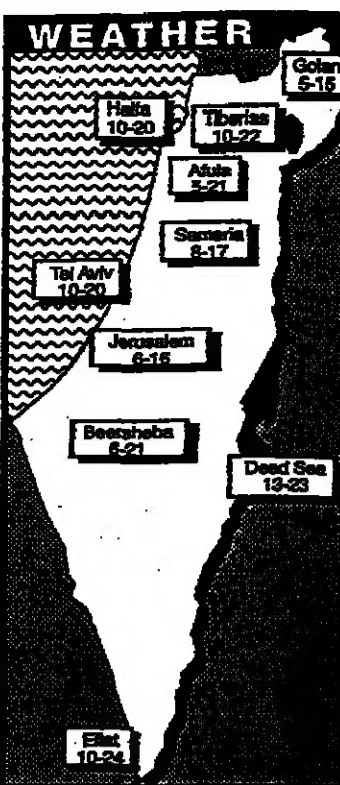 WEATHER
Golan
5-15
Haifa
10-20
Tiberias
10-22
Afula
5-21
Samaria
8-17
Tel Aviv
10-20
Jerusalem
6-16
Beersheba
6-21
Dead Sea
13-23
Eilat
10-24